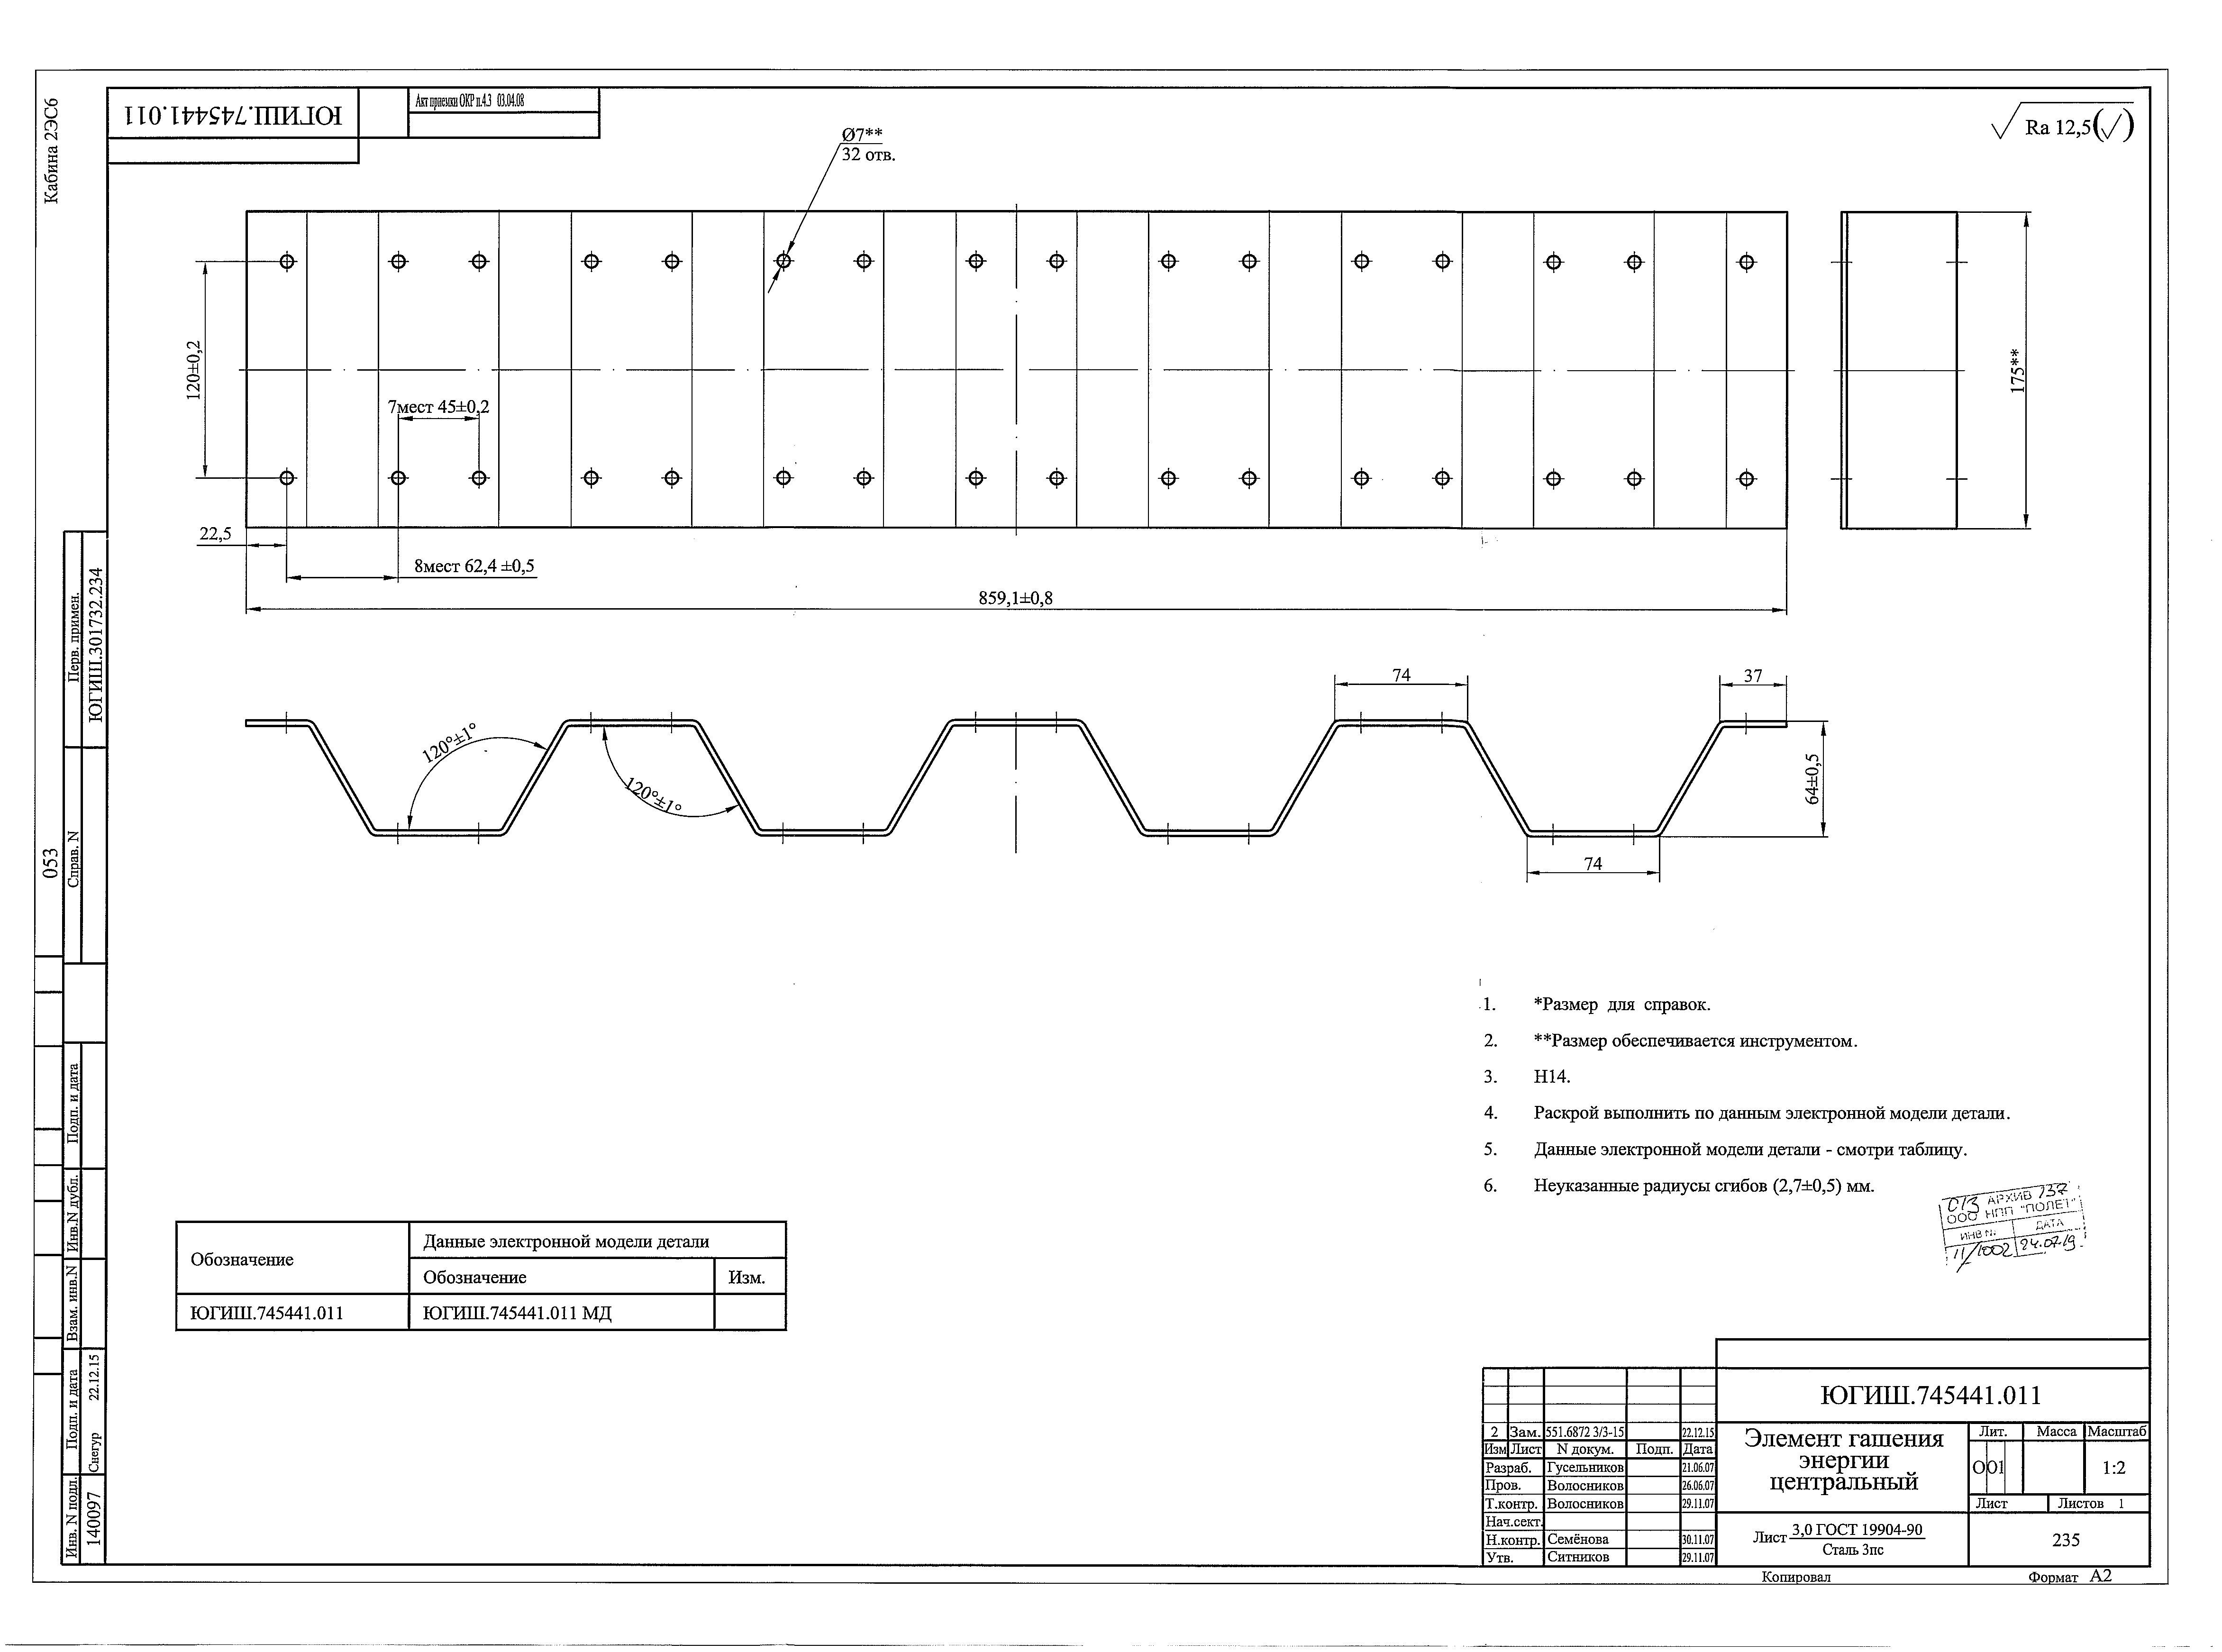 Кабина 2ЭС6
ЮГИШ.745441.011
Акт приемки ОКР п.4.3 03.04.08
Ra 12,5
Ø7**
32 отв.
120±0,2
7мест 45±0,2
22,5
8мест 62,4 ±0,5
859,1±0,8
175**
120°±1°
120°±1°
74
37
64±0,5
74
Перв. примен.
ЮГИШ.301732.234
Справ. N
053
Подп. и дата
Инв.N дубл.
Взам. инв.N
Подп. и дата
Снегур 22.12.15
Инв. N подл.
140097
1. *Размер для справок.
2. **Размер обеспечивается инструментом.
3. H14.
4. Раскрой выполнить по данным электронной модели детали.
5. Данные электронной модели детали - смотри таблицу.
6. Неуказанные радиусы сгибов (2,7±0,5) мм.
013 АРХИВ 737
ООО НПП "ПОЛЕТ"
ИНВ N. ДАТА
11/1002 24.07.19
Обозначение
Данные электронной модели детали
Обозначение Изм.
ЮГИШ.745441.011 ЮГИШ.745441.011 МД
ЮГИШ.745441.011
2 Зам. 551.6872 3/3-15 22.12.15
Изм Лист N докум. Подп. Дата
Разраб. Гусельников 21.06.07
Пров. Волосников 26.06.07
Т.контр. Волосников 29.11.07
Нач.сект.
Н.контр. Семёнова 30.11.07
Утв. Ситников 29.11.07
Элемент гашения
энергии
центральный
Лит. Масса Масштаб
О О1 1:2
Лист Листов 1
Лист 3,0 ГОСТ 19904-90
Сталь 3пс
235
Копировал Формат А2